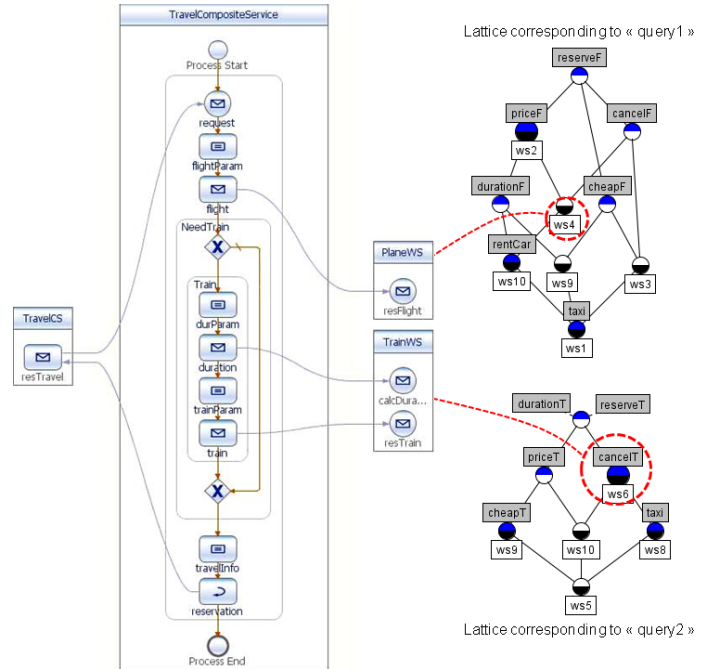 TravelCompositeService
Process Start
request
flightParam
flight
NeedTrain
X
Train
durParam
duration
trainParam
train
X
travelInfo
reservation
Process End
TravelCS
resTravel
PlaneWS
resFlight
TrainWS
calcDura...
resTrain
Lattice corresponding to « query1 »
reserveF
priceF
cancelF
ws2
durationF
cheapF
ws4
rentCar
ws10
ws9
ws3
taxi
ws1
durationT
reserveT
priceT
cancelT
ws6
cheapT
taxi
ws9
ws10
ws8
ws5
Lattice corresponding to « query2 »